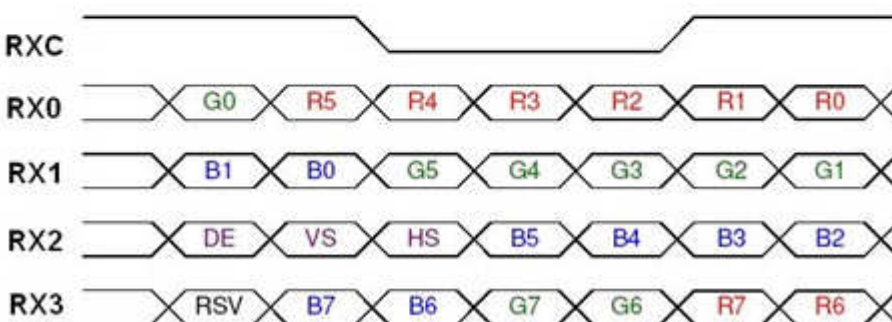 RXC
RX0 G0 R5 R4 R3 R2 R1 R0
RX1 B1 B0 G5 G4 G3 G2 G1
RX2 DE VS HS B5 B4 B3 B2
RX3 RSV B7 B6 G7 G6 R7 R6